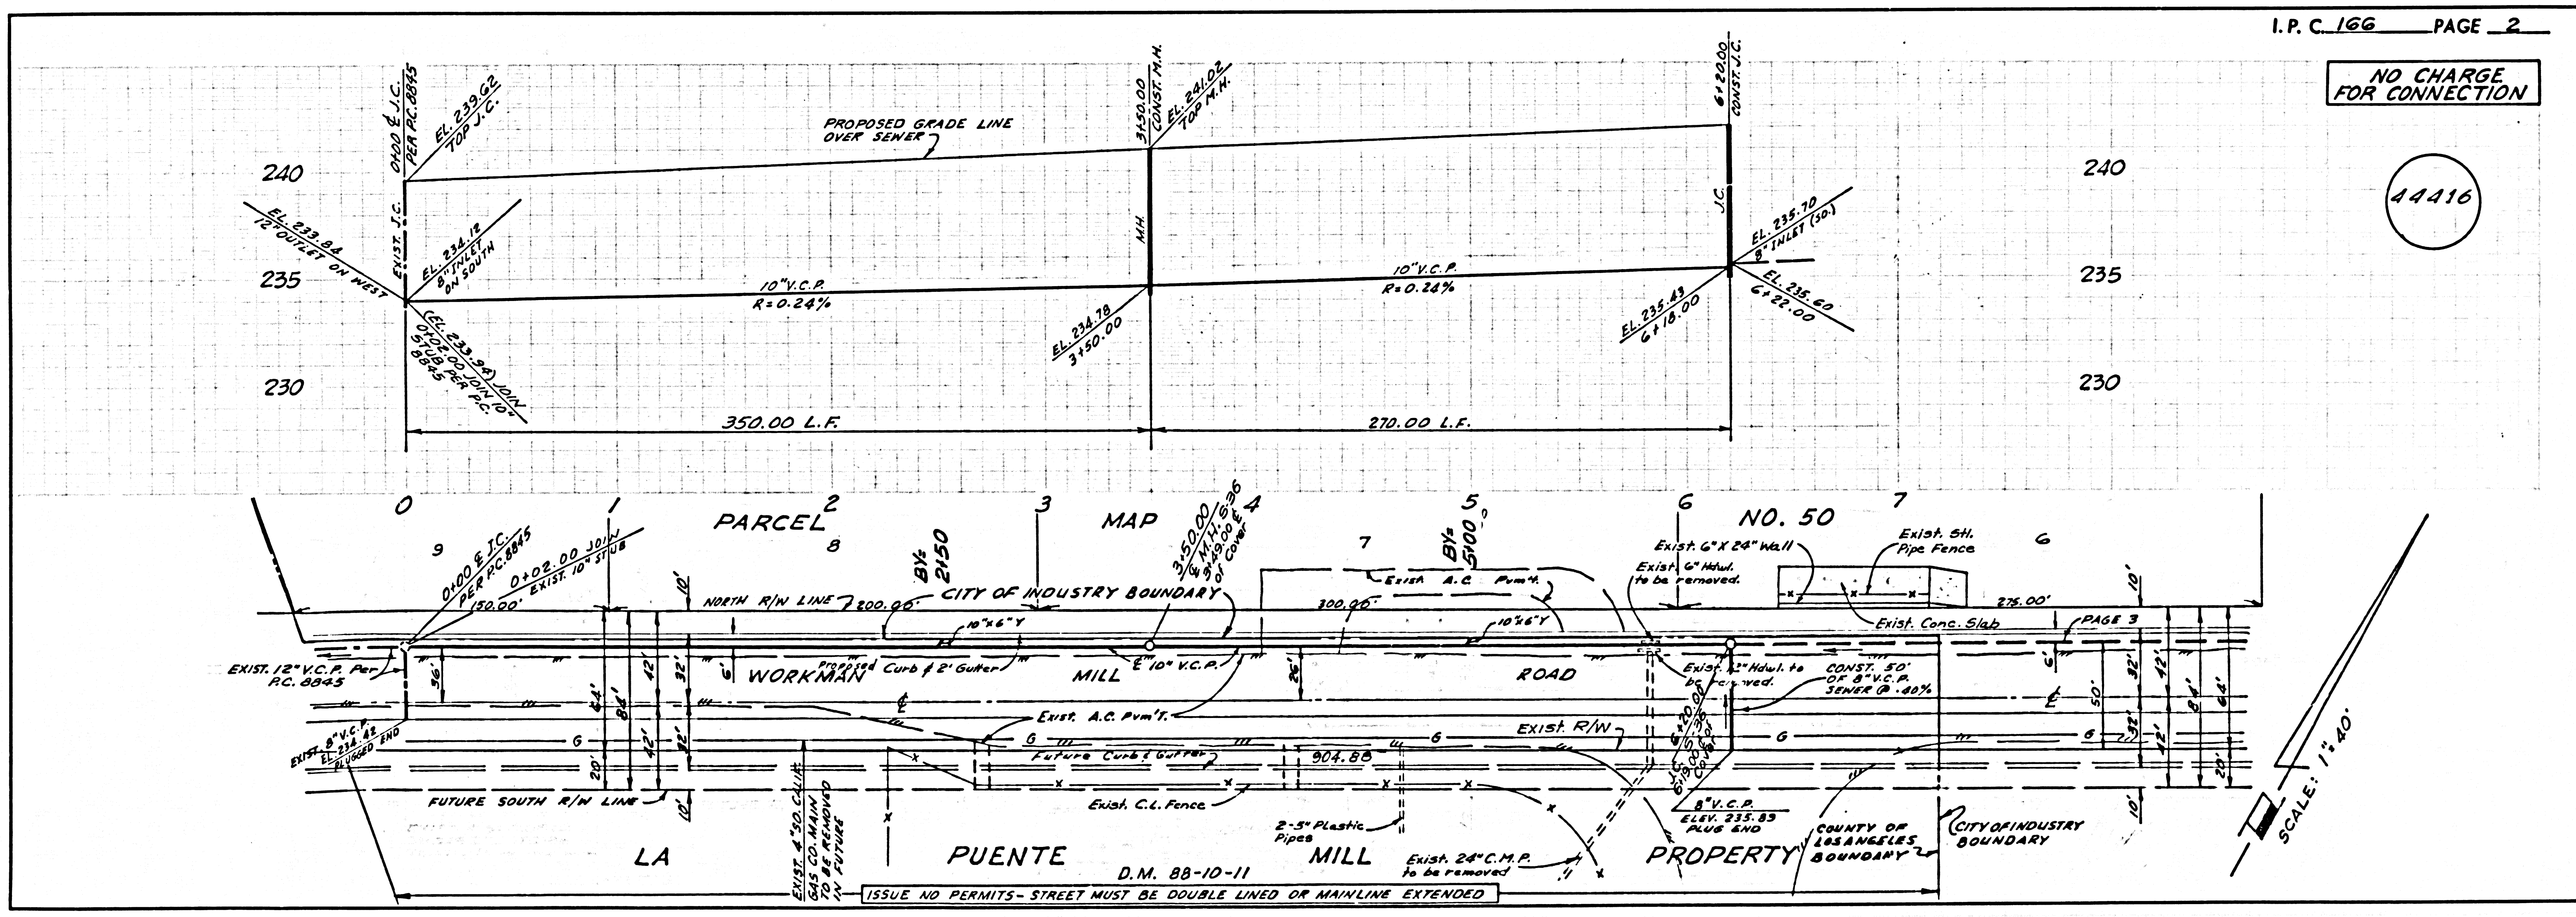 I.P.C. 166 PAGE 2
NO CHARGE
FOR CONNECTION
44416
0+00 ℄ J.C.
PER P.C. 8845
EL. 239.62
TOP J.C.
PROPOSED GRADE LINE
OVER SEWER
3+50.00
CONST. M.H.
EL. 241.02
TOP M.H.
6+20.00
CONST. J.C.
240
240
EXIST. J.C.
M.H.
J.C.
EL. 233.84
12" OUTLET ON WEST
EL. 234.12
8" INLET
ON SOUTH
EL. 235.70
8" INLET (SO.)
235
235
10" V.C.P.
R=0.24%
10" V.C.P.
R=0.24%
EL. 234.78
3+50.00
EL. 235.43
6+18.00
EL. 235.60
6+22.00
(EL. 233.94) JOIN
0+02.00 JOIN 10"
STUB PER P.C.
8845
230
230
350.00 L.F.
270.00 L.F.
0 1 2 3 4 5 6 7
PARCEL MAP NO. 50
9
8
7
6
0+00 ℄ J.C.
PER P.C. 8845
0+02.00 JOIN
EXIST. 10" STUB
BY=
2+50
3+50.00
℄ M.H. S-36
3+49.00 ℄
of Cover
BY=
5+00
Exist. 6" X 24" Wall
Exist. Stl.
Pipe Fence
Exist. 6" Hdwl.
to be removed.
Exist. A.C. Pvm't.
150.00'
10'
NORTH R/W LINE
200.00'
CITY OF INDUSTRY BOUNDARY
300.00'
275.00'
10'
10"x6" Y
10"x6" Y
Exist. Conc. Slab
PAGE 3
EXIST. 12" V.C.P. Per
P.C. 8845
36'
64'
84'
42'
32'
6'
WORKMAN MILL ROAD
Proposed Curb & 2' Gutter
℄ 10" V.C.P.
26'
Exist. 12" Hdwl. to
be removed.
CONST. 50'
OF 8" V.C.P.
SEWER @ .40%
6'
32'
42'
50'
84'
64'
℄
℄
Exist. A.C. Pvm'T.
Exist. R/W
EXIST. 8" V.C.P.
EL. 234.42
PLUGGED END
G
G
G
G
G
20'
42'
32'
Future Curb & Gutter
904.88
J.C.
6+20.00
S-36
6+19.00 ℄ of
Cover
32'
42'
20'
FUTURE SOUTH R/W LINE
10'
Exist. C.L. Fence
10'
EXIST. 4" SO. CALIF.
GAS CO. MAIN
TO BE REMOVED
IN FUTURE
2-5" Plastic
Pipes
8" V.C.P.
ELEV. 235.89
PLUG END
COUNTY OF
LOS ANGELES
BOUNDARY
CITY OF INDUSTRY
BOUNDARY
SCALE: 1"=40'
LA PUENTE MILL PROPERTY
Exist. 24" C.M.P.
to be removed
D.M. 88-10-11
ISSUE NO PERMITS - STREET MUST BE DOUBLE LINED OR MAINLINE EXTENDED